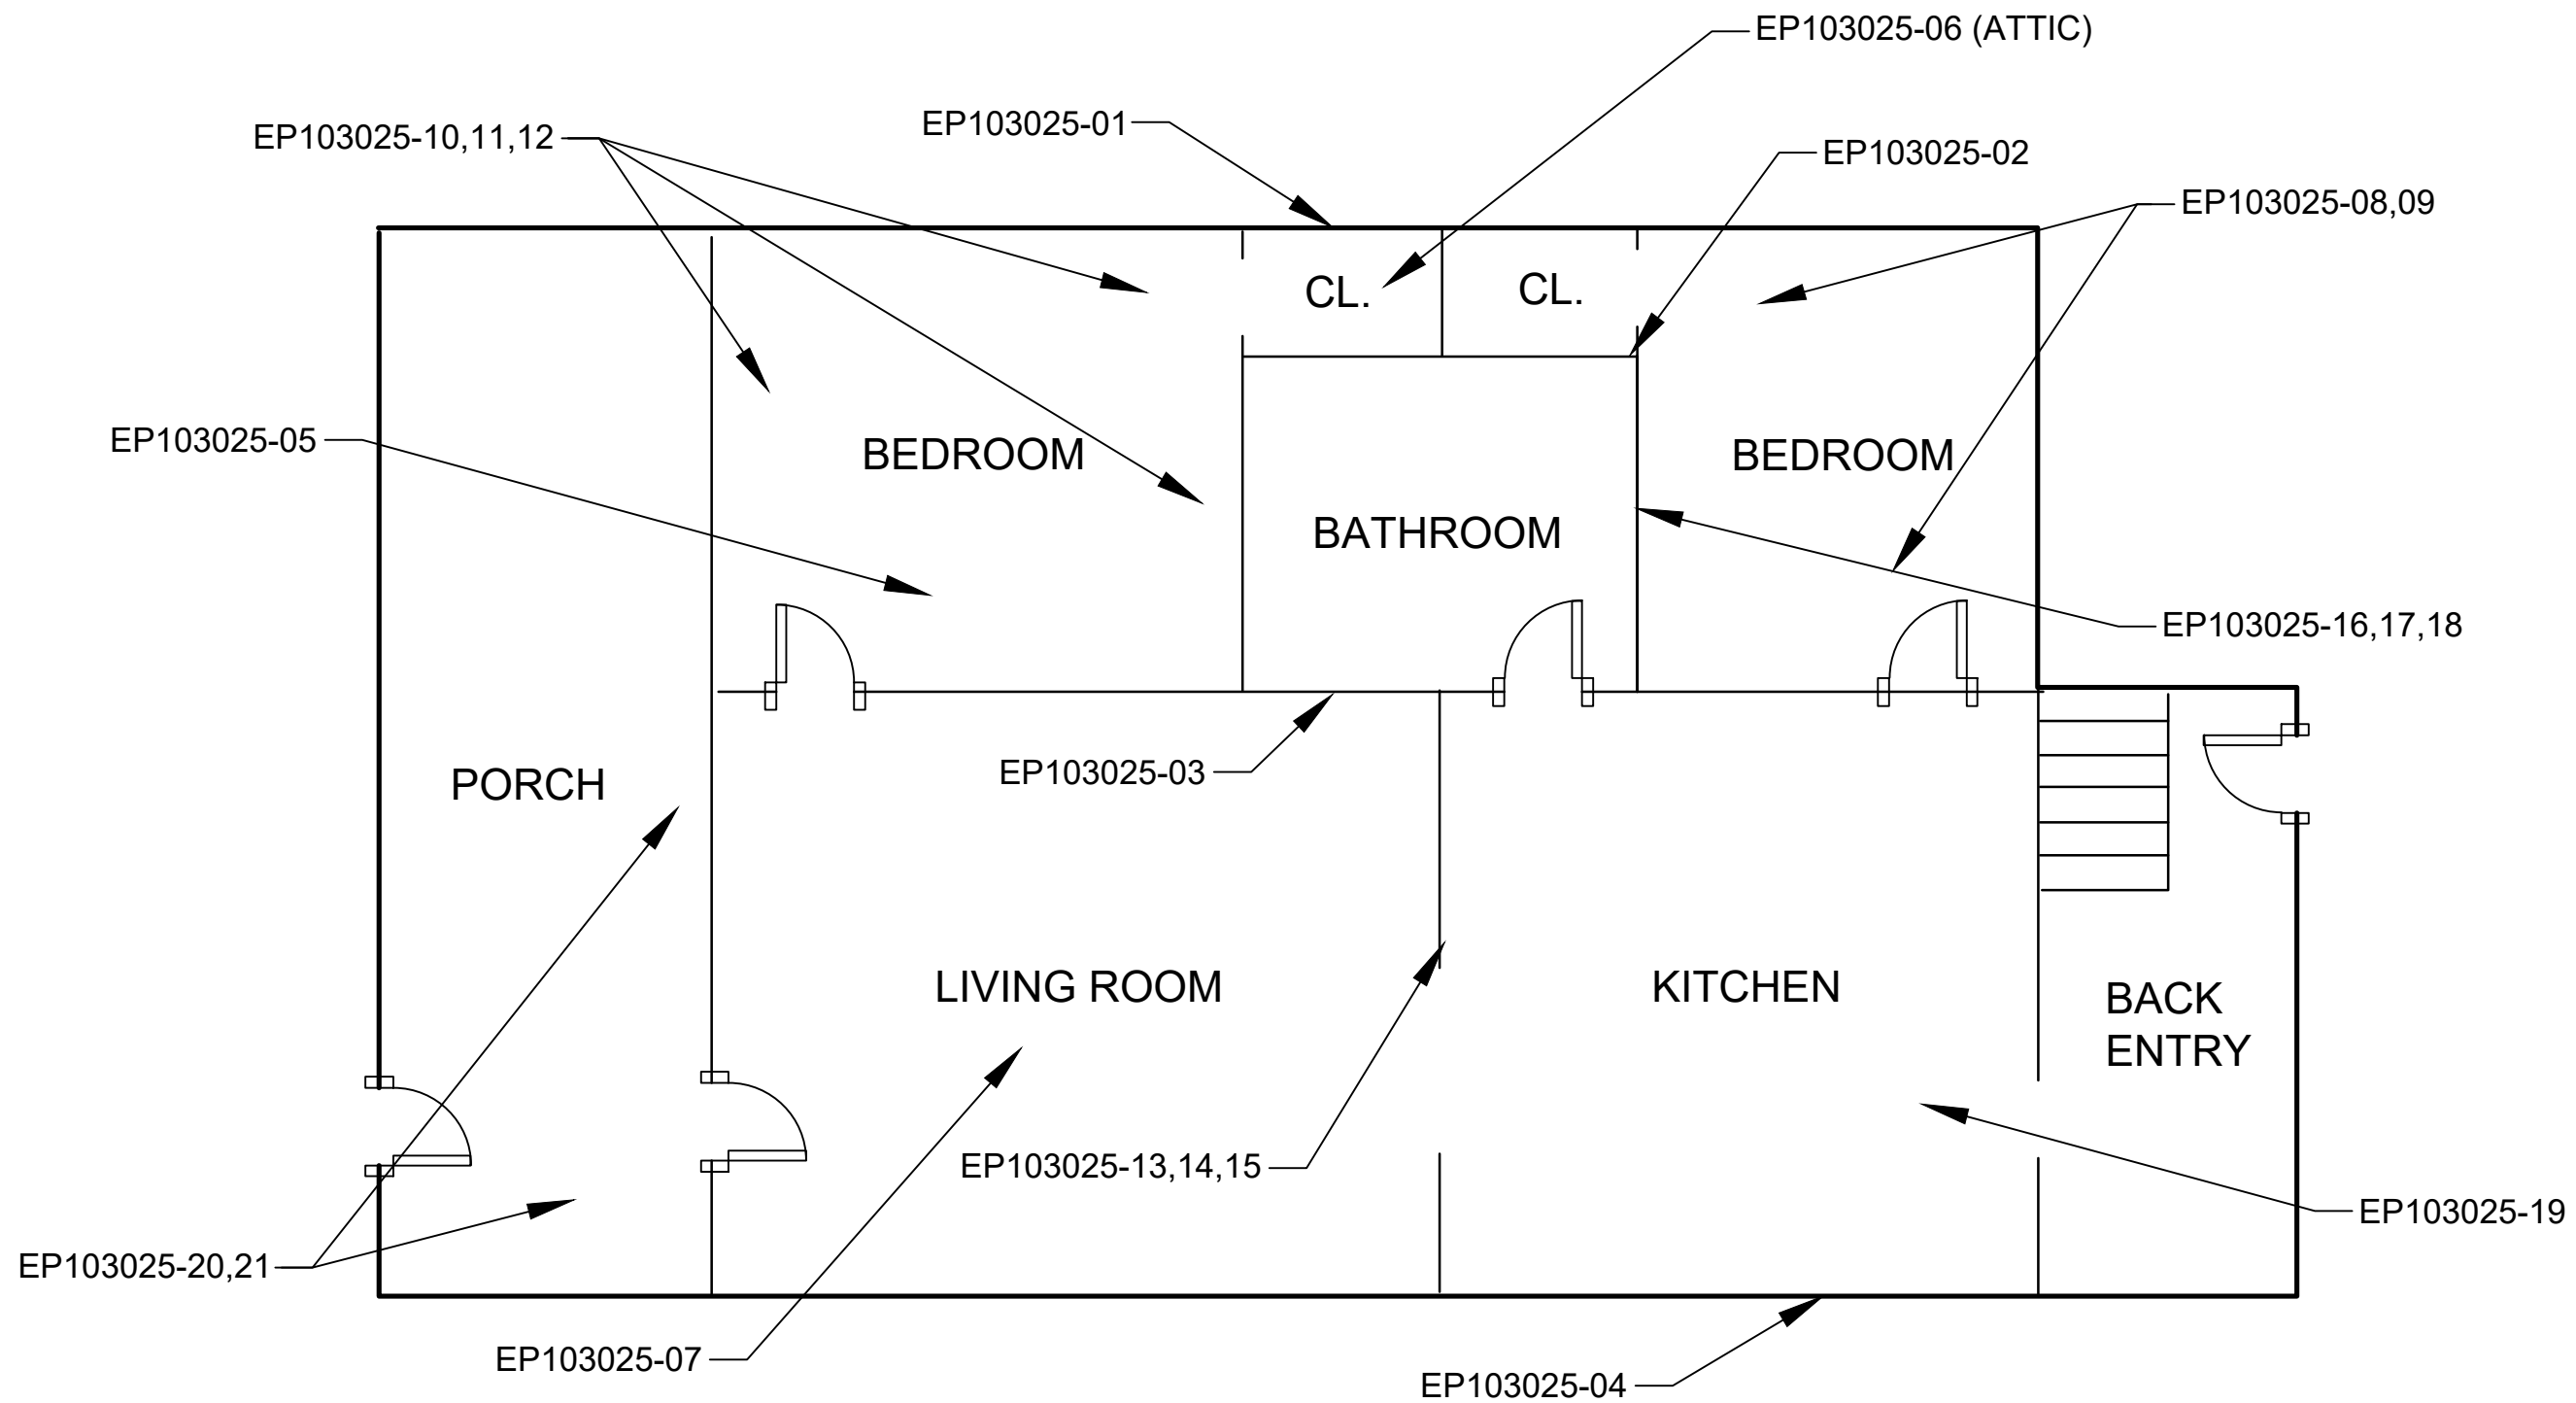 EP103025-06 (ATTIC)
EP103025-01
EP103025-10,11,12
EP103025-02
EP103025-08,09
CL.
CL.
EP103025-05
BEDROOM
BEDROOM
BATHROOM
EP103025-16,17,18
EP103025-03
PORCH
LIVING ROOM
KITCHEN
BACK
ENTRY
EP103025-13,14,15
EP103025-19
EP103025-20,21
EP103025-07
EP103025-04